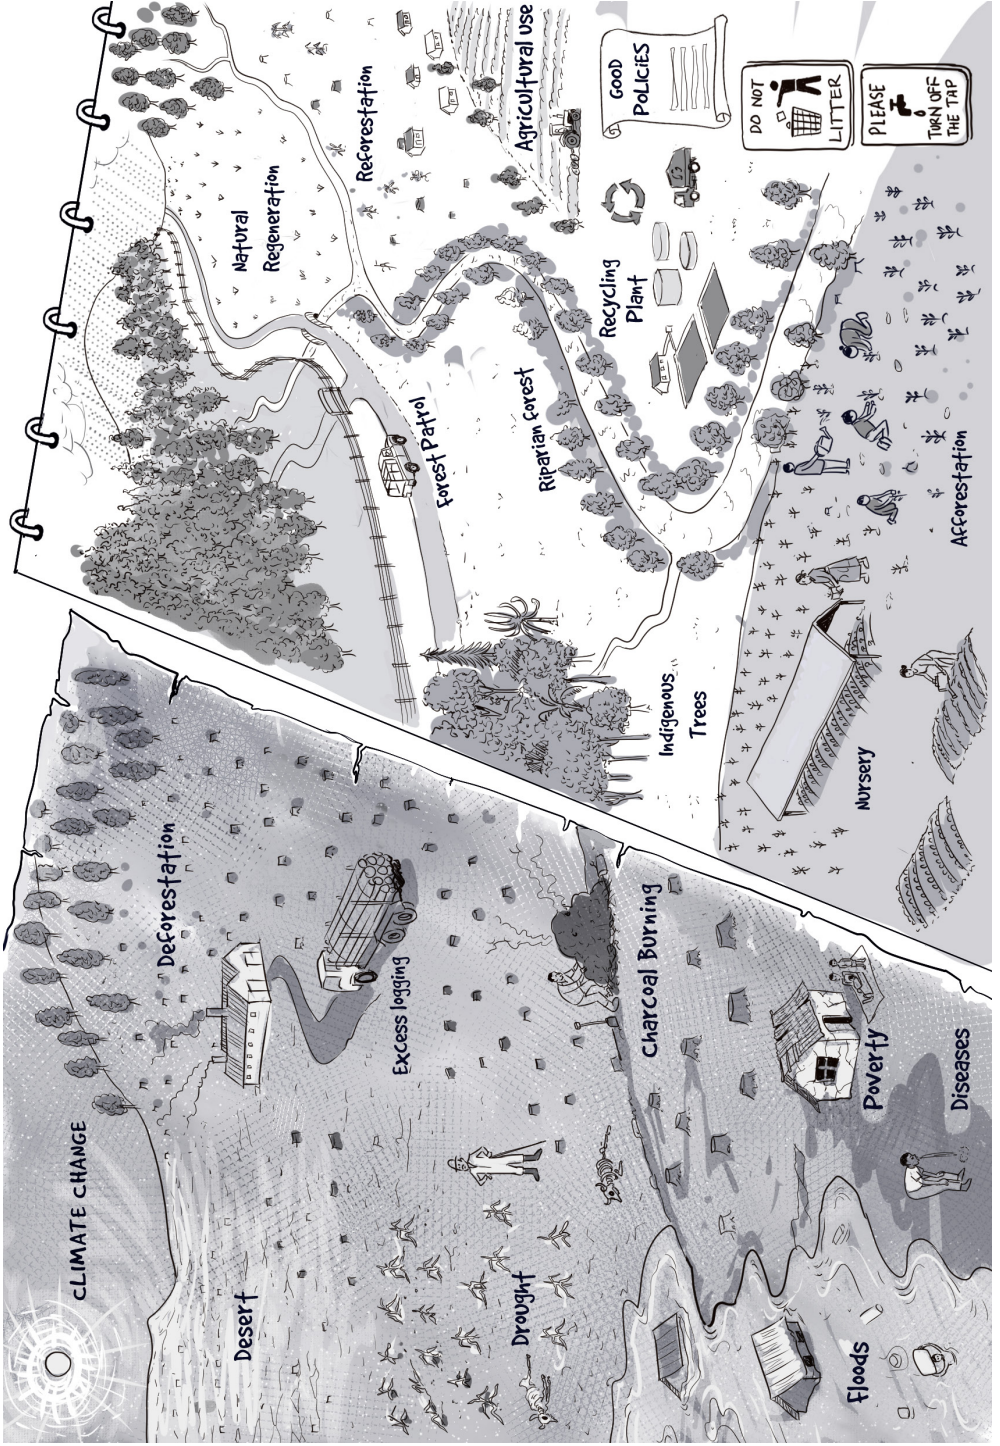 CLIMATE CHANGE
Desert
Drought
Floods
Deforestation
Excess logging
Charcoal Burning
Poverty
Diseases
Natural
Regeneration
Reforestation
Agricultural use
Forest Patrol
Riparian forest
Recycling
Plant
GOOD
POLICIES
DO NOT
LITTER
PLEASE
TURN OFF
THE TAP
Indigenous
Trees
Nursery
Afforestation